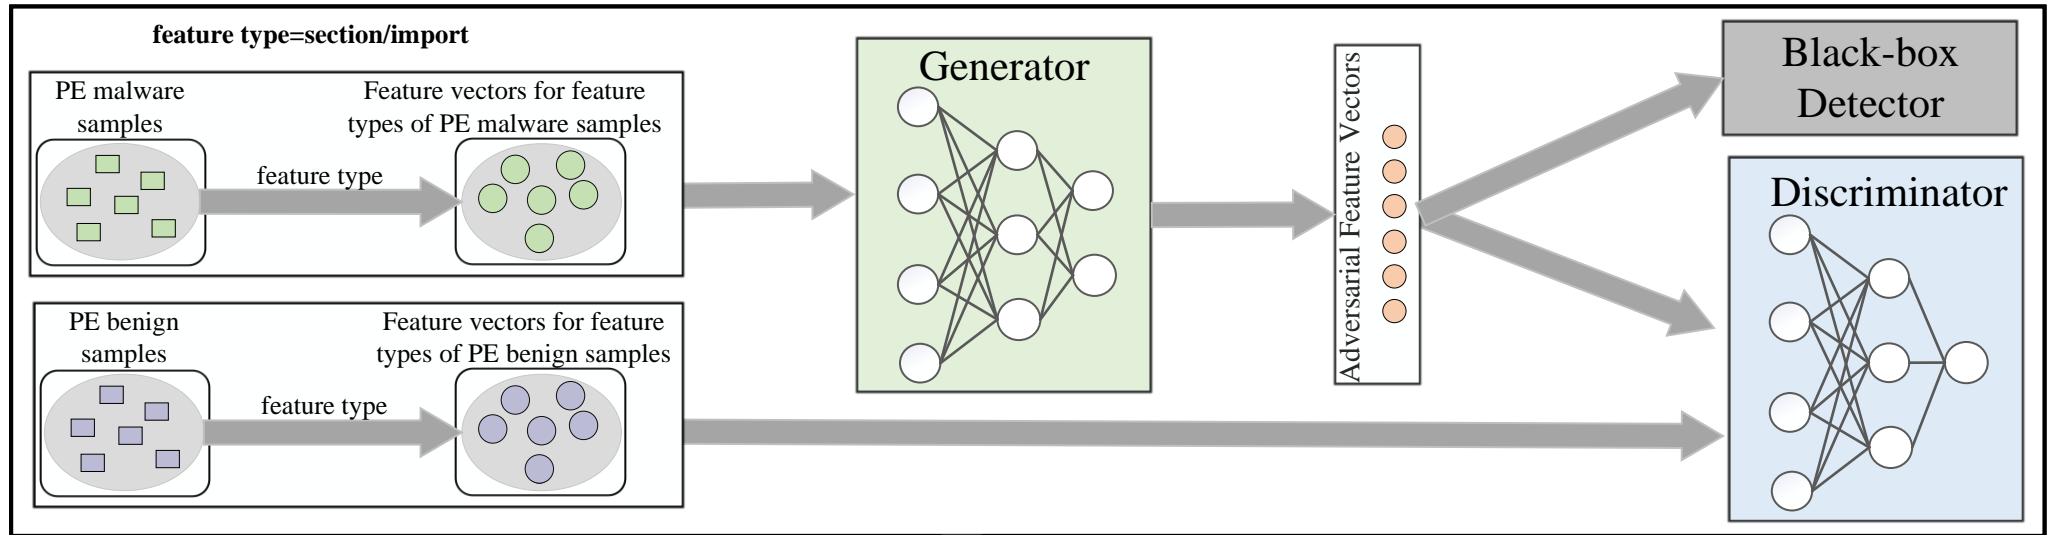 feature type=section/import
PE malware
samples
feature type
Feature vectors for feature
types of PE malware samples
PE benign
samples
feature type
Feature vectors for feature
types of PE benign samples
Generator
Adversarial Feature Vectors
Black-box
Detector
Discriminator